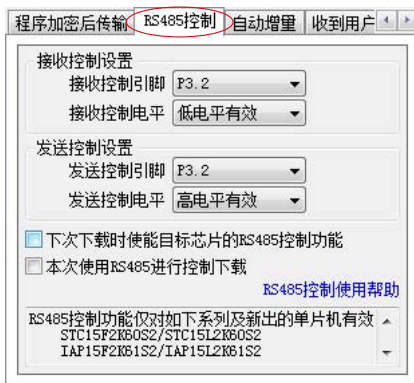 程序加密后传输 RS485控制 自动增量 收到用户
接收控制设置
接收控制引脚 P3.2
接收控制电平 低电平有效
发送控制设置
发送控制引脚 P3.2
发送控制电平 高电平有效
下次下载时使能目标芯片的RS485控制功能
本次使用RS485进行控制下载
RS485控制使用帮助
RS485控制功能仅对如下系列及新出的单片机有效
STC15F2K60S2/STC15L2K60S2
IAP15F2K61S2/IAP15L2K61S2